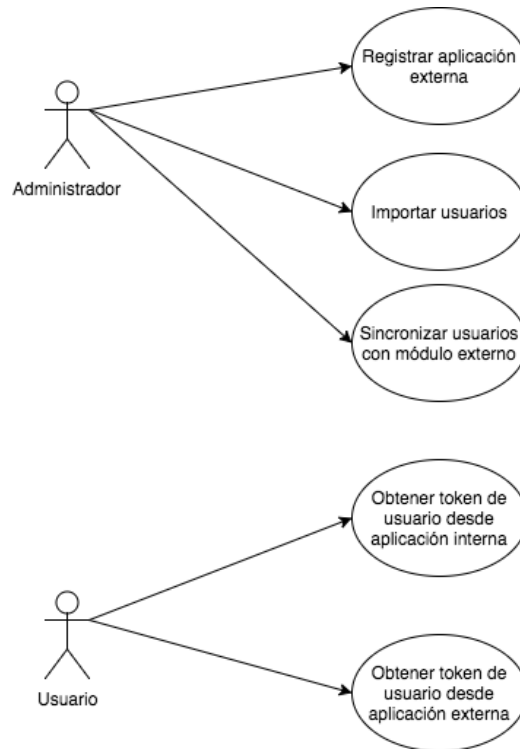 Registrar aplicación
externa
Administrador
Importar usuarios
Sincronizar usuarios
con módulo externo
Obtener token de
usuario desde
aplicación interna
Usuario
Obtener token de
usuario desde
aplicación externa